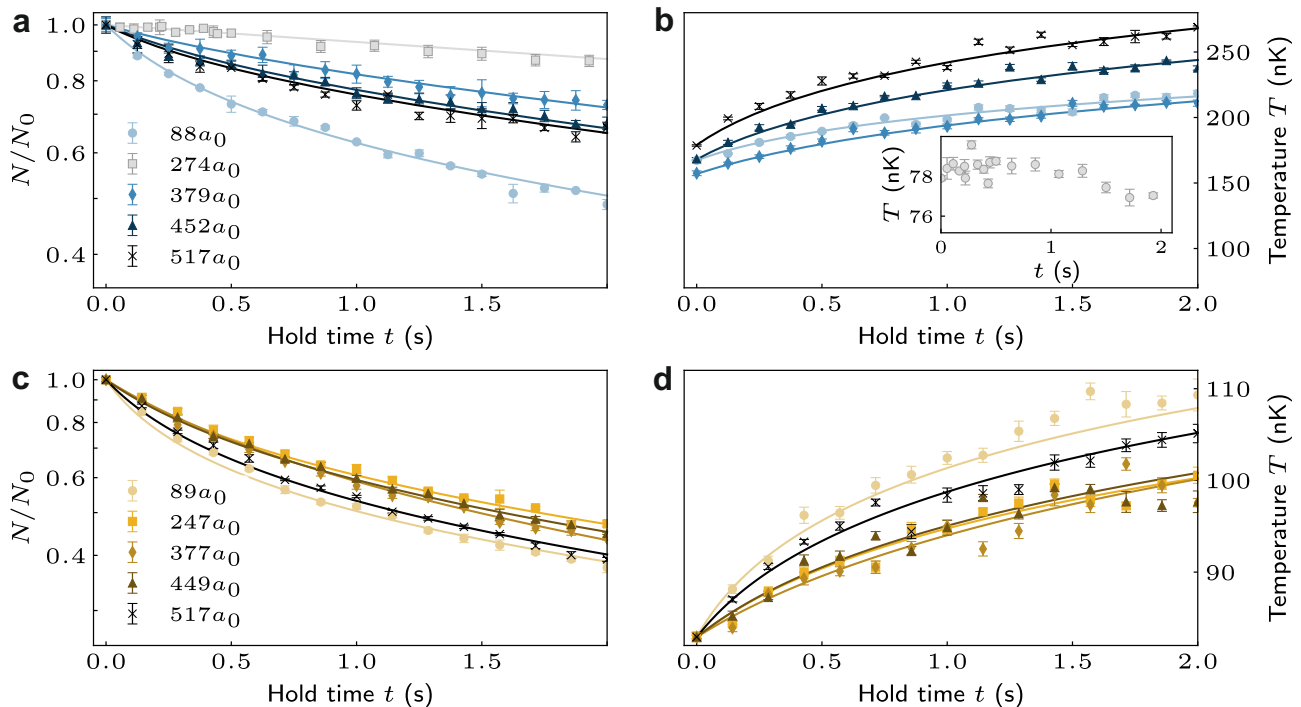 a
1.0
0.8
0.6
0.4
N/N0
88a0
274a0
379a0
452a0
517a0
0.0 0.5 1.0 1.5
Hold time t (s)
b
250
200
150
100
Temperature T (nK)
78
76
T (nK)
0 1 2
t (s)
0.0 0.5 1.0 1.5 2.0
Hold time t (s)
c
1.0
0.8
0.6
0.4
N/N0
89a0
247a0
377a0
449a0
517a0
0.0 0.5 1.0 1.5
Hold time t (s)
d
110
100
90
Temperature T (nK)
0.0 0.5 1.0 1.5 2.0
Hold time t (s)